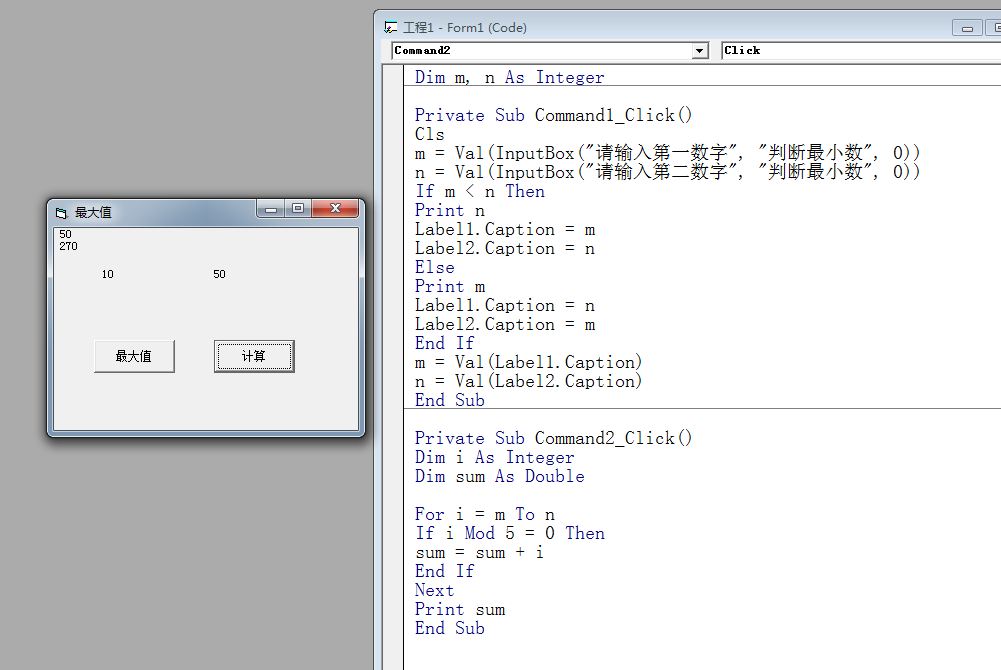 工程1 - Form1 (Code)
Command2
Click
Dim m, n As Integer
Private Sub Command1_Click()
Cls
m = Val(InputBox("请输入第一数字", "判断最小数", 0))
n = Val(InputBox("请输入第二数字", "判断最小数", 0))
If m < n Then
Print n
Label1.Caption = m
Label2.Caption = n
Else
Print m
Label1.Caption = n
Label2.Caption = m
End If
m = Val(Label1.Caption)
n = Val(Label2.Caption)
End Sub
Private Sub Command2_Click()
Dim i As Integer
Dim sum As Double
For i = m To n
If i Mod 5 = 0 Then
sum = sum + i
End If
Next
Print sum
End Sub
最大值
50
270
10 50
最大值 计算